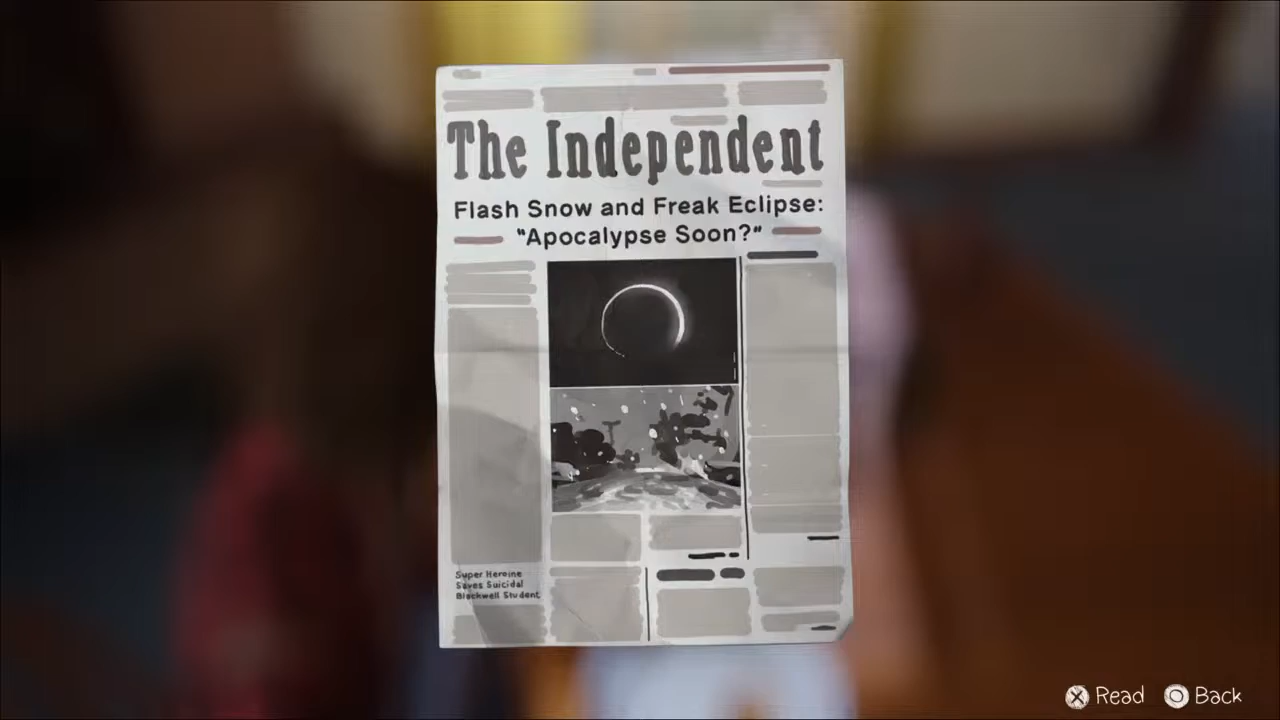 The Independent
Flash Snow and Freak Eclipse:
"Apocalypse Soon?"
Super Heroine
Saves Suicidal
Blackwell Student
Read
Back